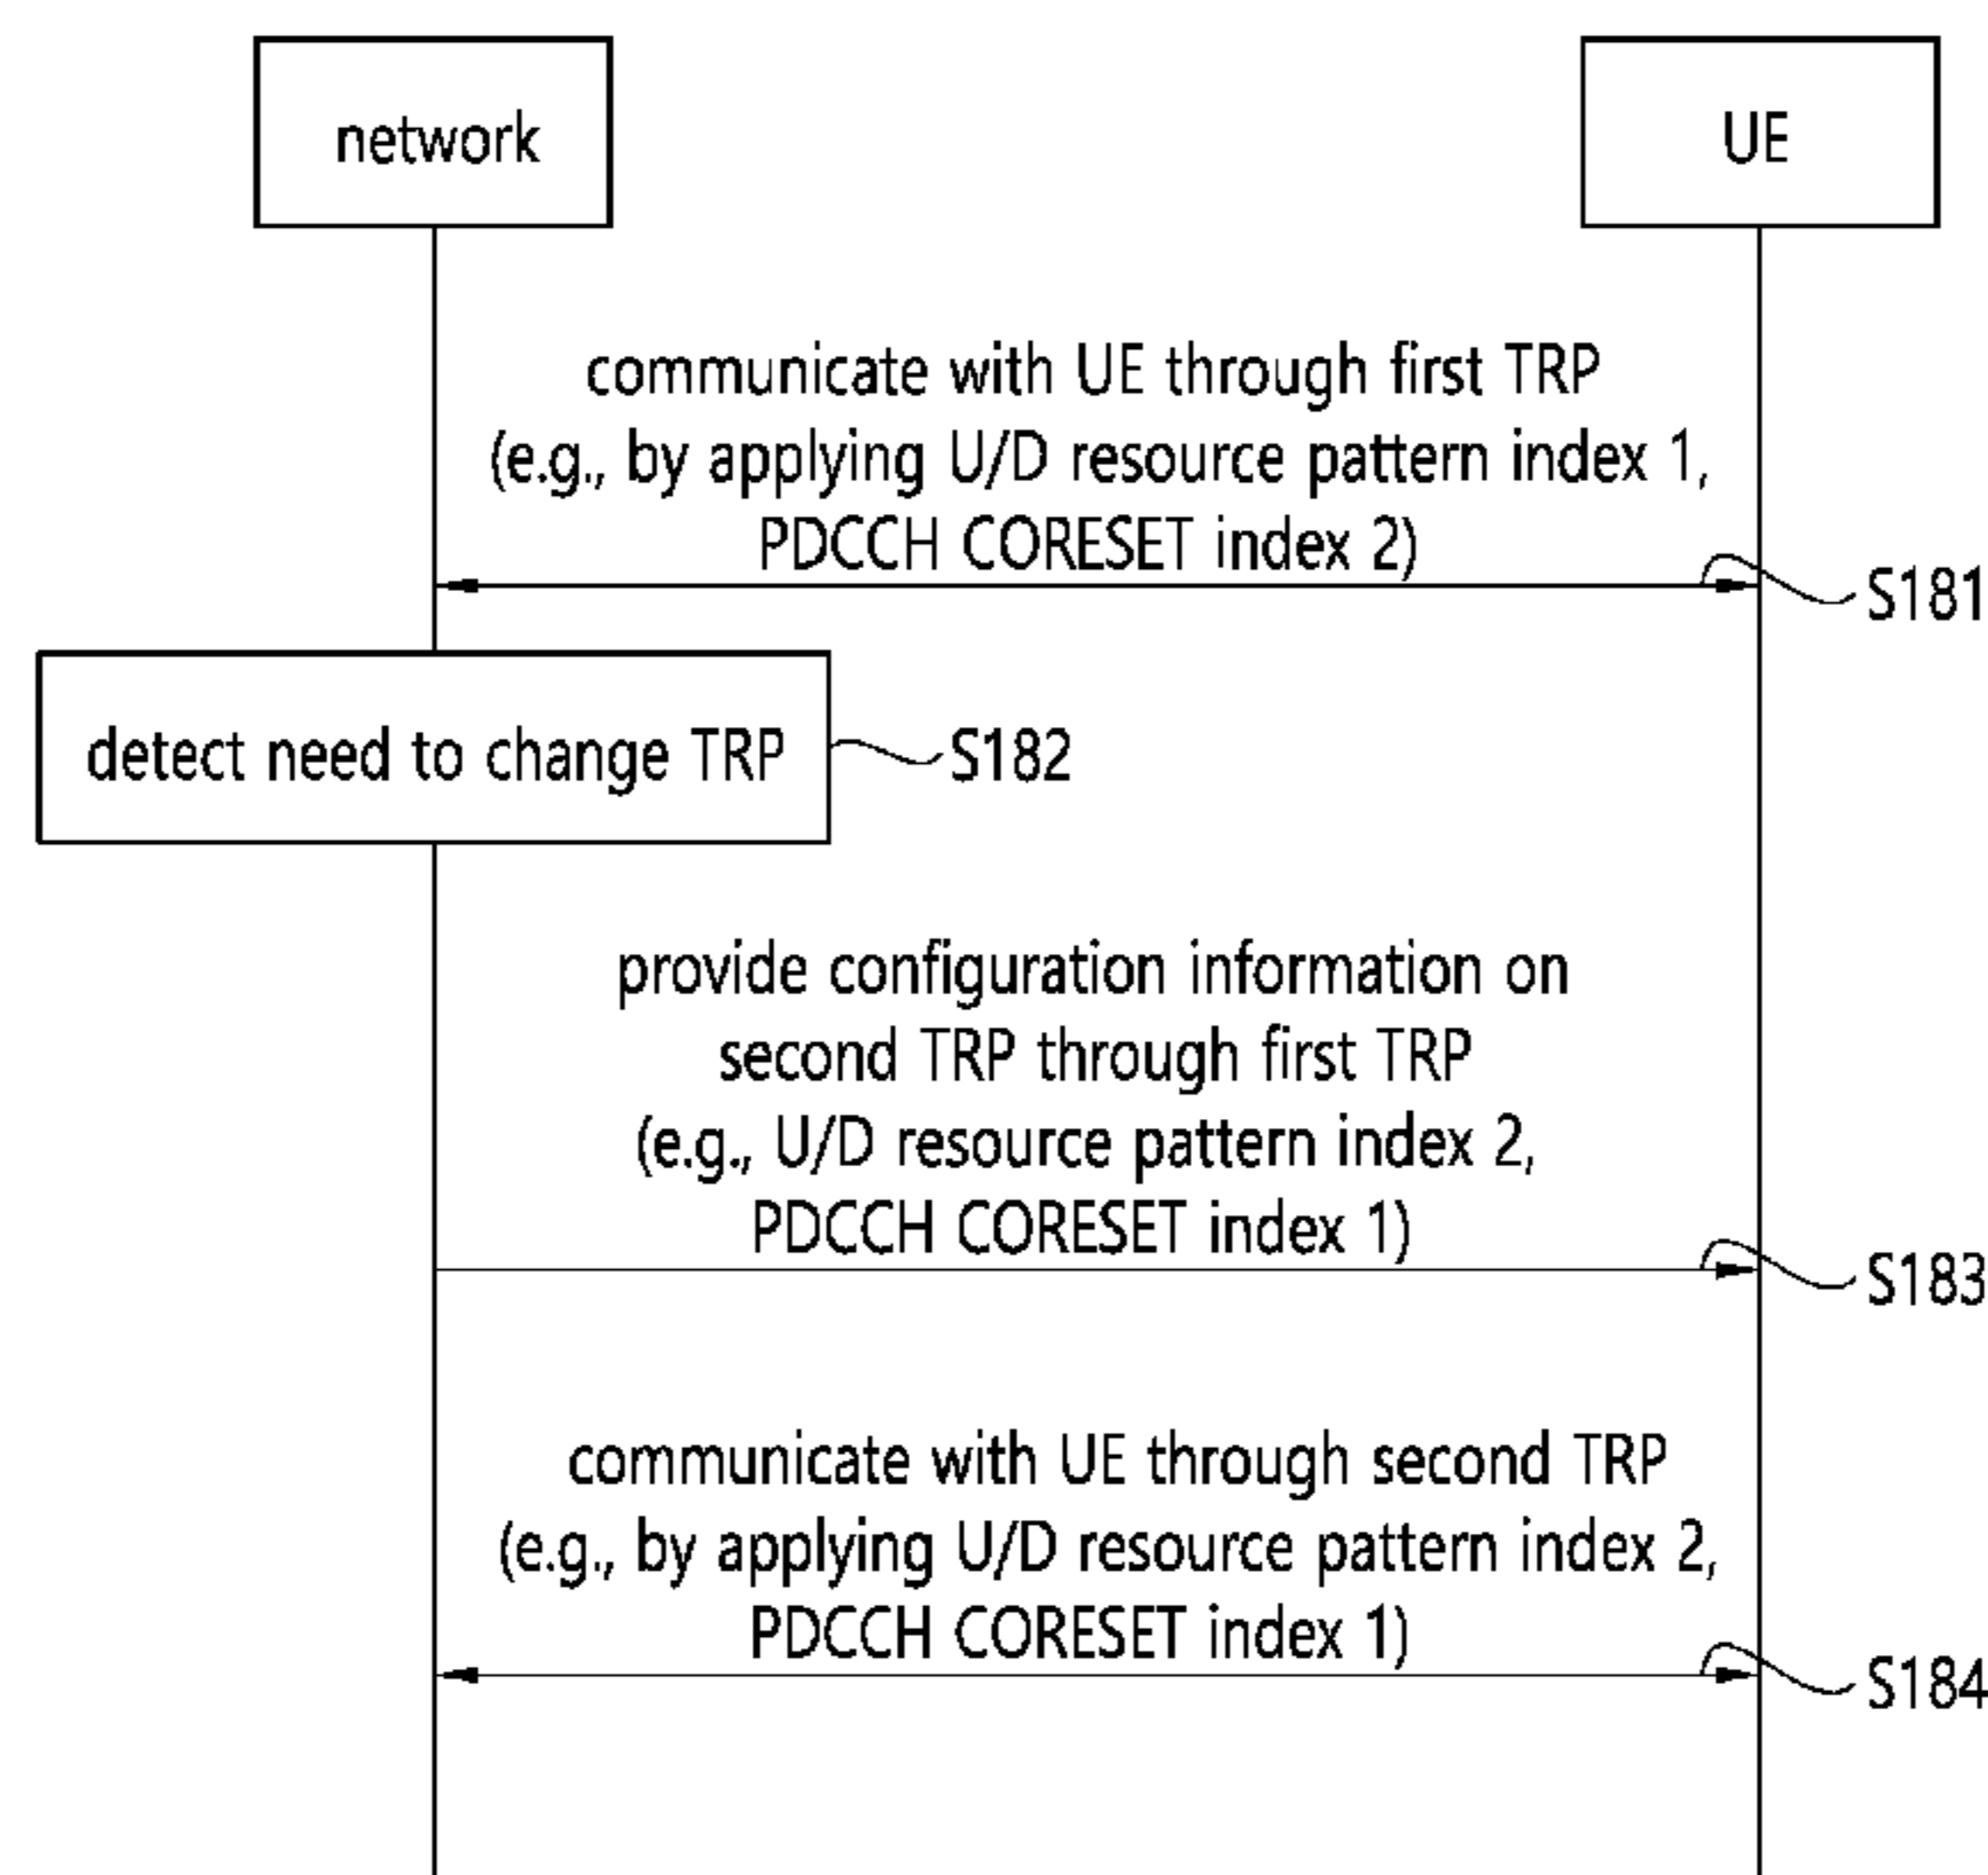 network
UE
communicate with UE through first TRP
(e.g., by applying U/D resource pattern index 1,
PDCCH CORESET index 2)
S181
detect need to change TRP
S182
provide configuration information on
second TRP through first TRP
(e.g., U/D resource pattern index 2,
PDCCH CORESET index 1)
S183
communicate with UE through second TRP
(e.g., by applying U/D resource pattern index 2,
PDCCH CORESET index 1)
S184